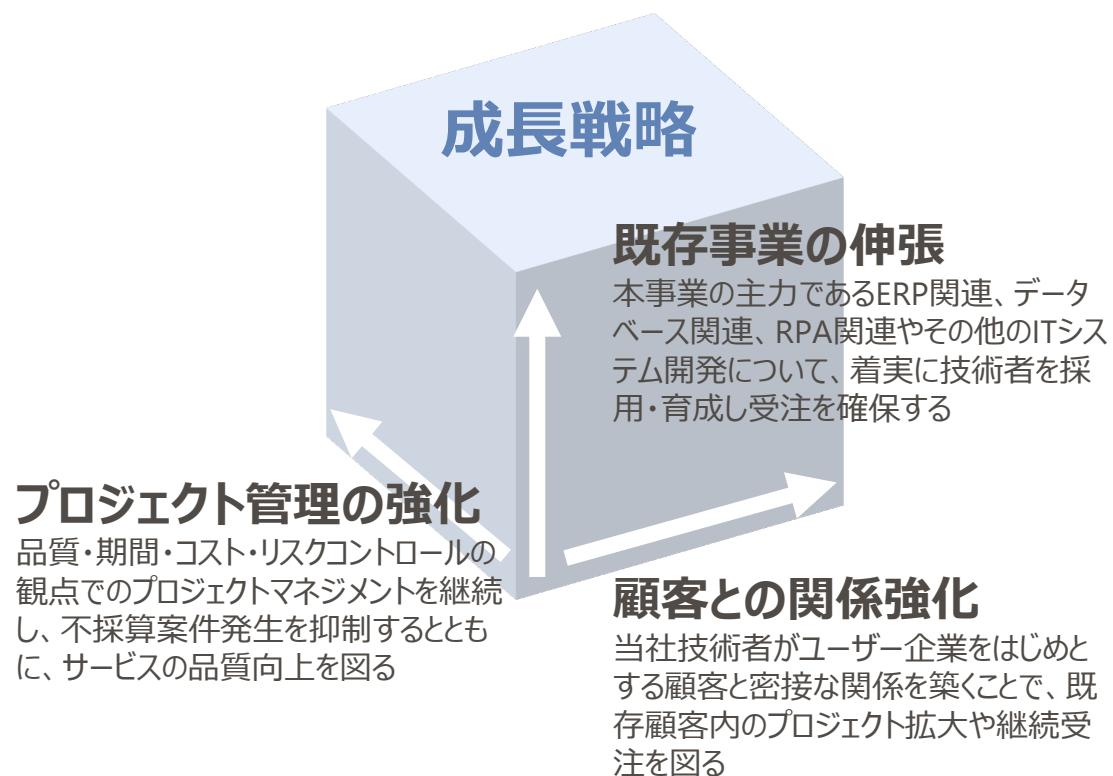 成長戦略
既存事業の伸張
本事業の主力であるERP関連、データ
ベース関連、RPA関連やその他のITシス
テム開発について、着実に技術者を採
用・育成し受注を確保する
プロジェクト管理の強化
品質・期間・コスト・リスクコントロールの
観点でのプロジェクトマネジメントを継続
し、不採算案件発生を抑制するととも
に、サービスの品質向上を図る
顧客との関係強化
当社技術者がユーザー企業をはじめと
する顧客と密接な関係を築くことで、既
存顧客内のプロジェクト拡大や継続受
注を図る